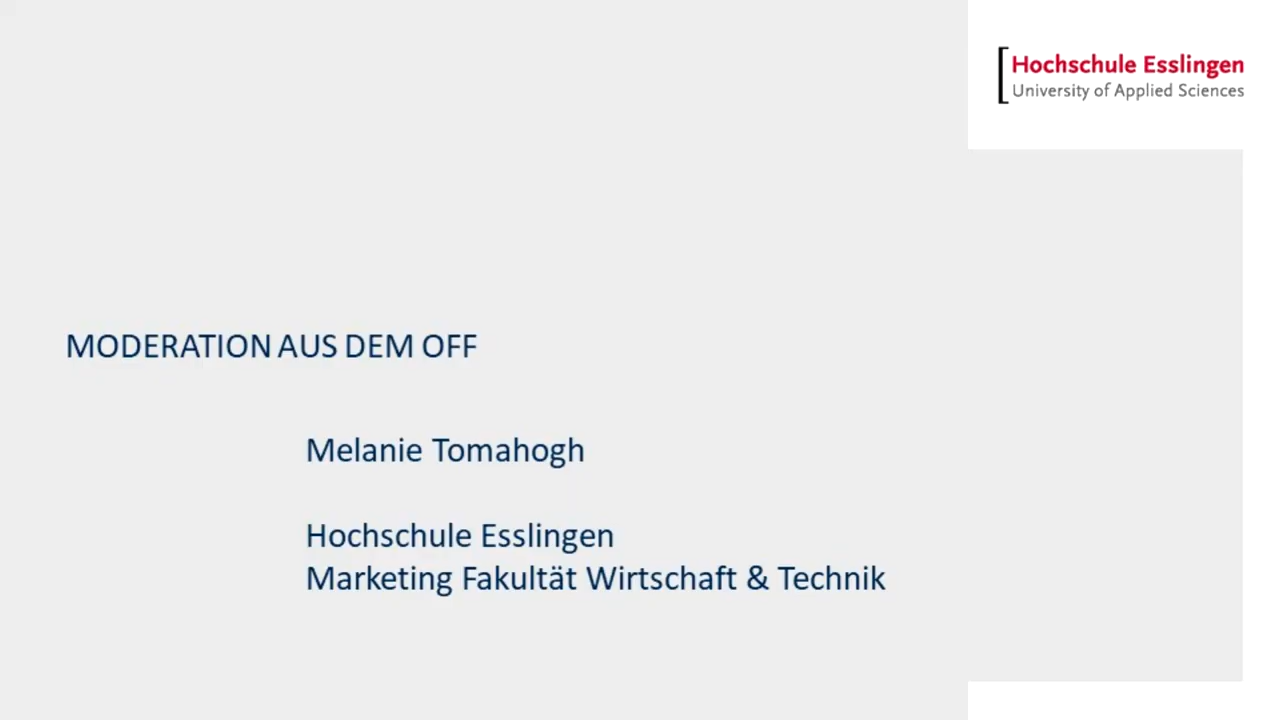 Hochschule Esslingen
University of Applied Sciences
MODERATION AUS DEM OFF
Melanie Tomahogh
Hochschule Esslingen
Marketing Fakultät Wirtschaft & Technik